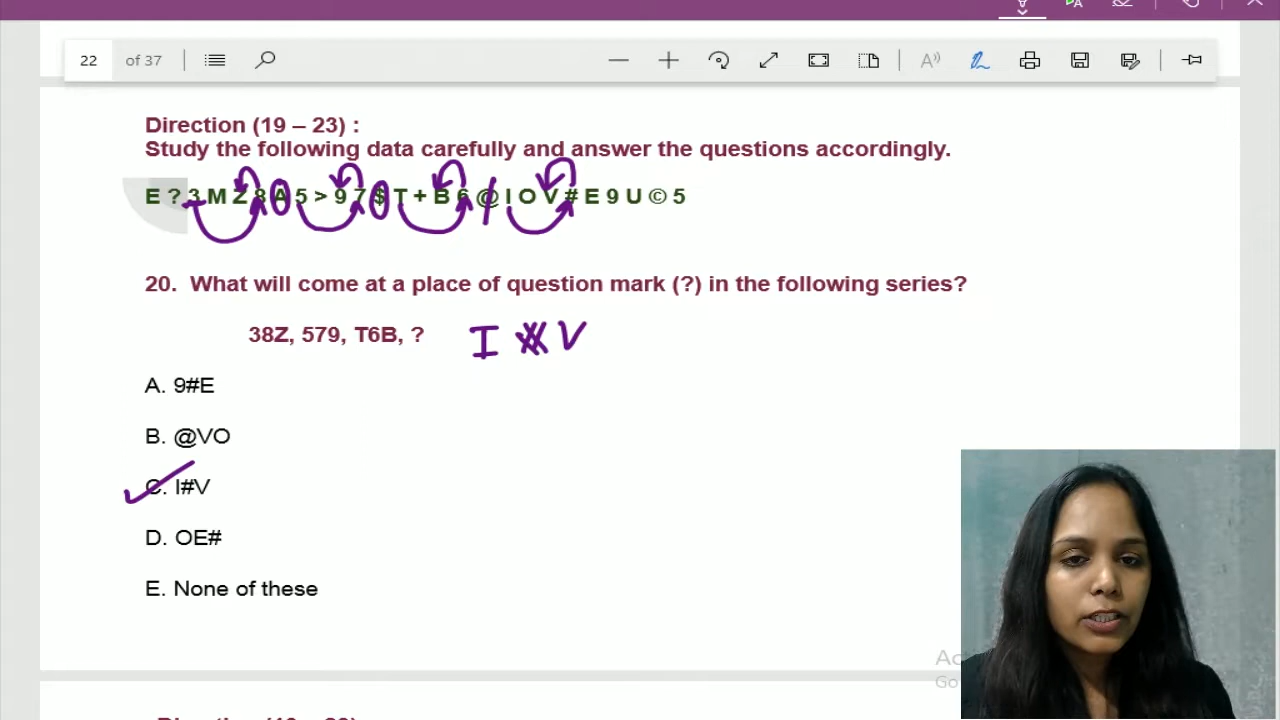 22 of 37
Direction (19 – 23) :
Study the following data carefully and answer the questions accordingly.
E ? 3 M Z 8 A 5 > 9 7 $ T + B 6 @ I O V # E 9 U © 5
20. What will come at a place of question mark (?) in the following series?
38Z, 579, T6B, ? I # V
A. 9#E
B. @VO
C. I#V
D. OE#
E. None of these